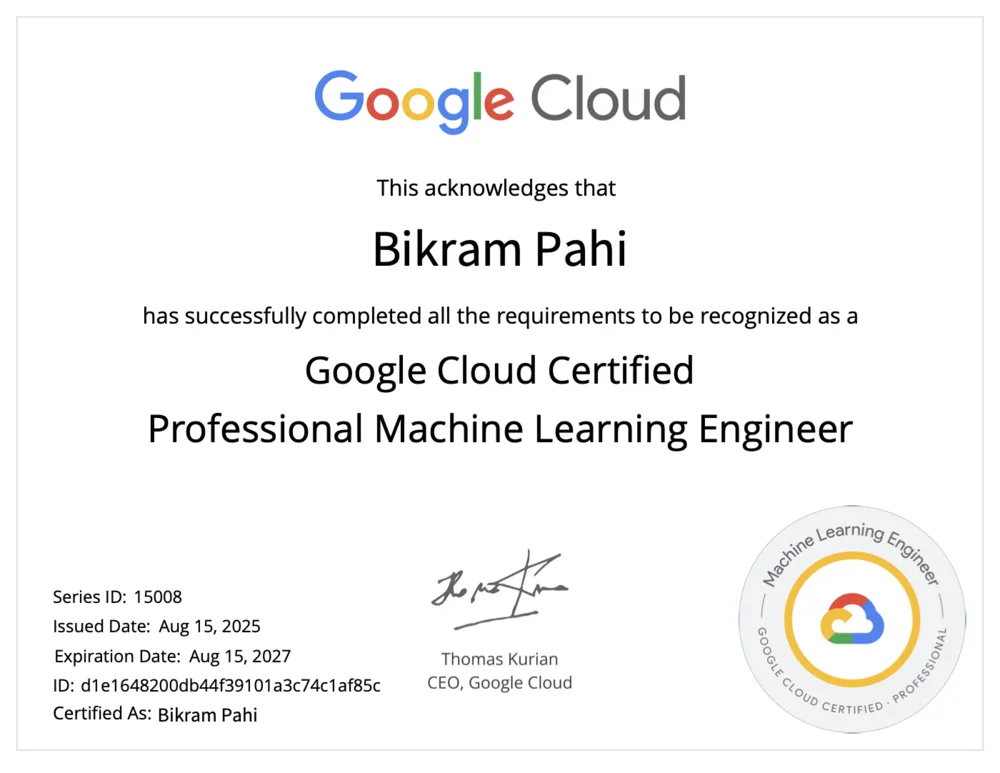 Google Cloud
This acknowledges that
Bikram Pahi
has successfully completed all the requirements to be recognized as a
Google Cloud Certified
Professional Machine Learning Engineer
Series ID: 15008
Issued Date: Aug 15, 2025
Expiration Date: Aug 15, 2027
ID: d1e1648200db44f39101a3c74c1af85c
Certified As: Bikram Pahi
Thomas Kurian
CEO, Google Cloud
Machine Learning Engineer
GOOGLE CLOUD CERTIFIED · PROFESSIONAL